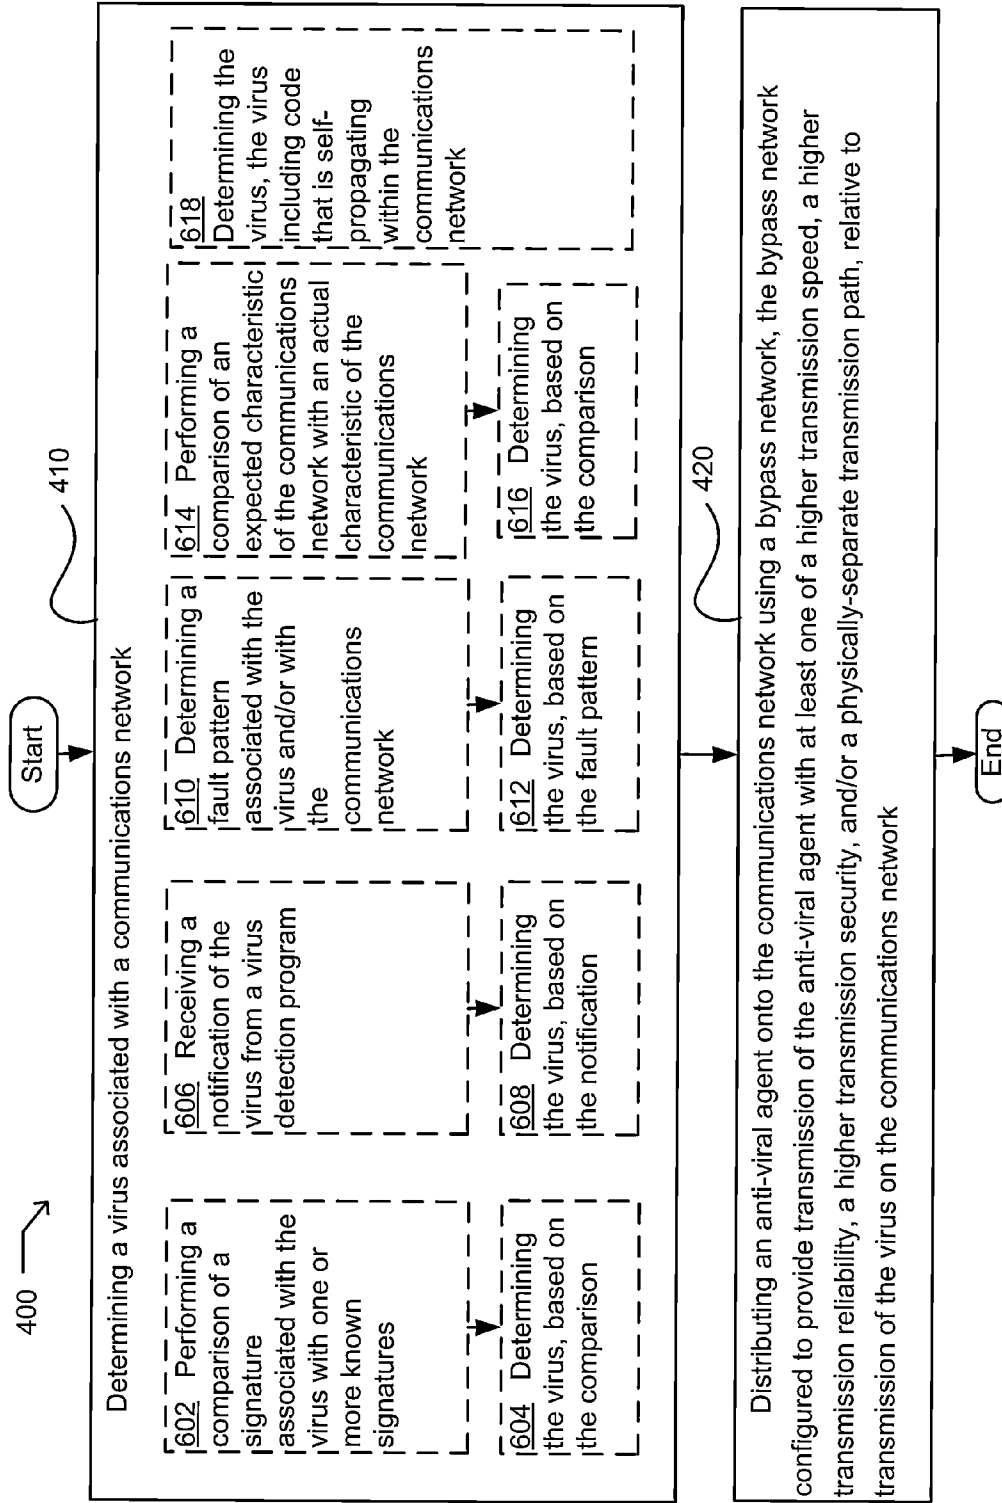 400
Start
410
Determining a virus associated with a communications network
602 Performing a
comparison of a
signature
associated with the
virus with one or
more known
signatures
604 Determining
the virus, based on
the comparison
606 Receiving a
notification of the
virus from a virus
detection program
608 Determining
the virus, based on
the notification
610 Determining a
fault pattern
associated with the
virus and/or with
the
communications
network
612 Determining
the virus, based on
the fault pattern
614 Performing a
comparison of an
expected characteristic
of the communications
network with an actual
characteristic of the
communications
network
616 Determining
the virus, based on
the comparison
618
Determining the
virus, the virus
including code
that is self-
propagating
within the
communications
network
420
Distributing an anti-viral agent onto the communications network using a bypass network, the bypass network
configured to provide transmission of the anti-viral agent with at least one of a higher transmission speed, a higher
transmission reliability, a higher transmission security, and/or a physically-separate transmission path, relative to
transmission of the virus on the communications network
End